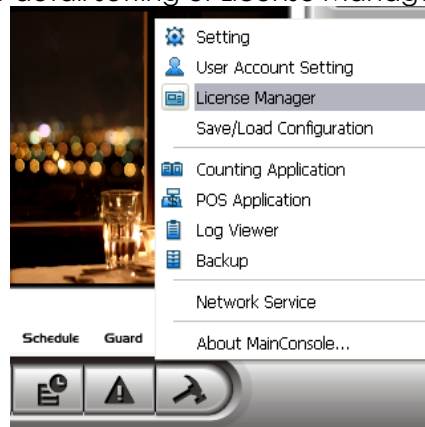 Setting
User Account Setting
License Manager
Save/Load Configuration
Counting Application
POS Application
Log Viewer
Backup
Network Service
About MainConsole...
Schedule Guard